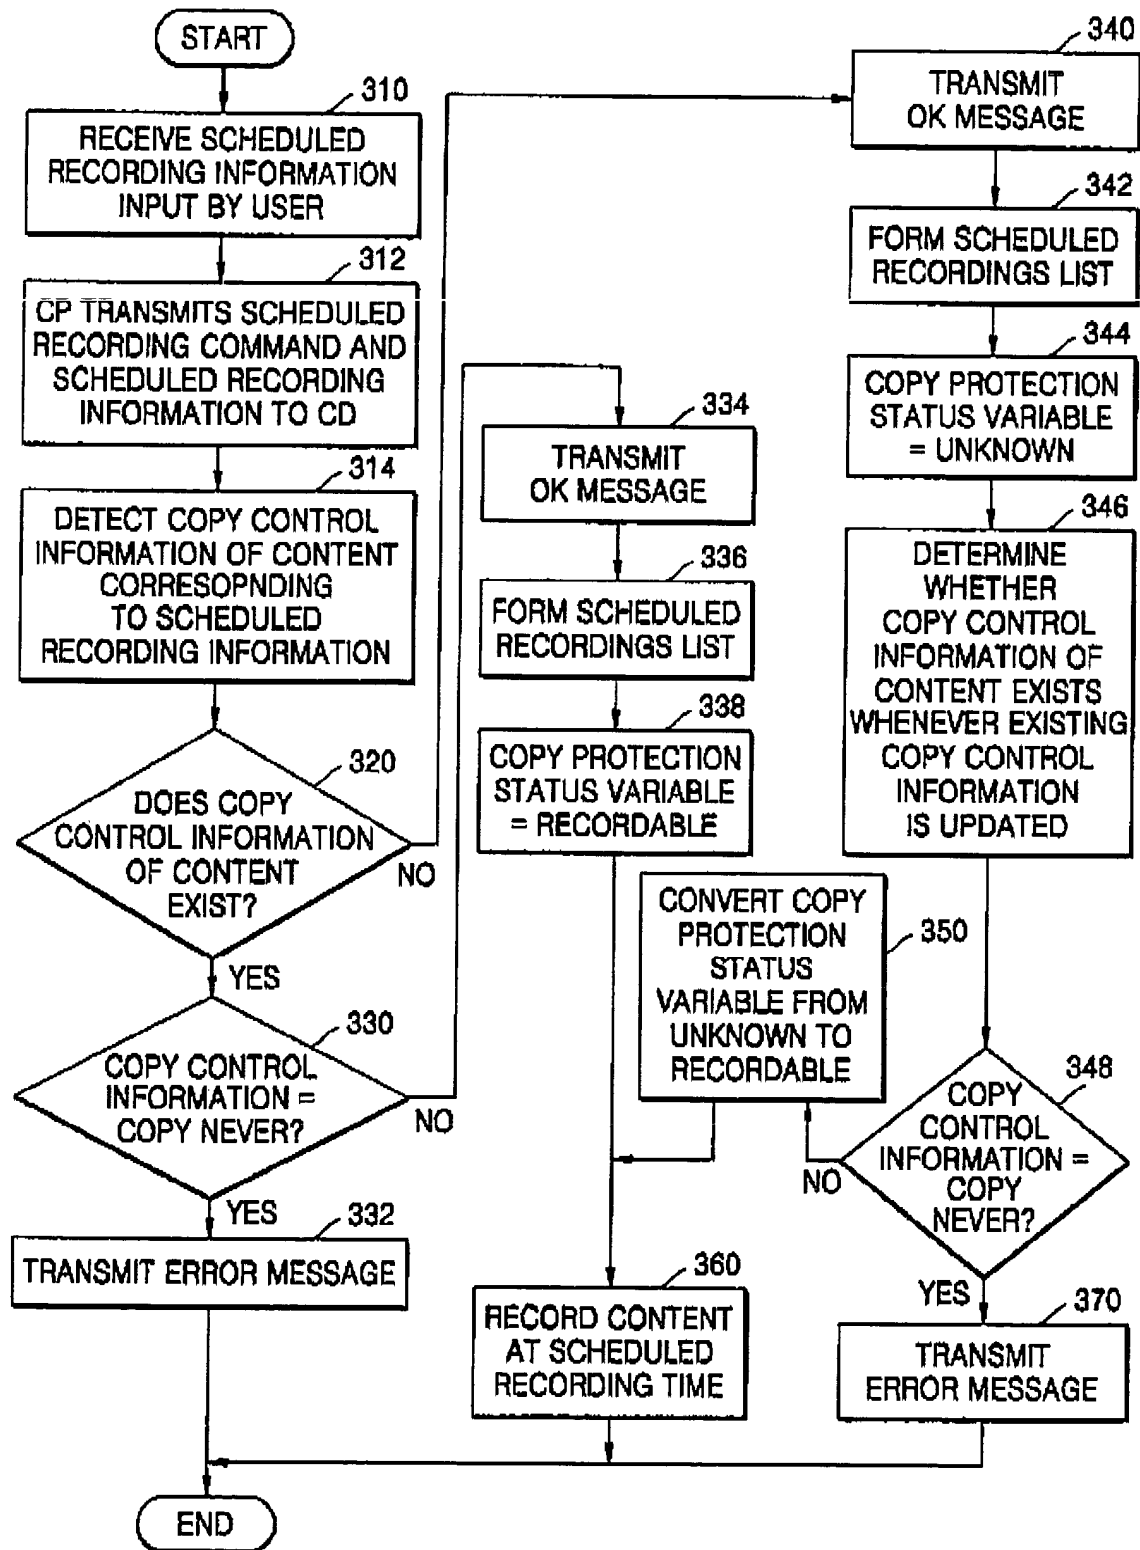 START
310
RECEIVE SCHEDULED
RECORDING INFORMATION
INPUT BY USER
312
CP TRANSMITS SCHEDULED
RECORDING COMMAND AND
SCHEDULED RECORDING
INFORMATION TO CD
314
DETECT COPY CONTROL
INFORMATION OF CONTENT
CORRESOPNDING
TO SCHEDULED
RECORDING INFORMATION
320
DOES COPY
CONTROL INFORMATION
OF CONTENT
EXIST?
NO
YES
330
COPY CONTROL
INFORMATION =
COPY NEVER?
NO
YES
332
TRANSMIT ERROR MESSAGE
334
TRANSMIT
OK MESSAGE
336
FORM SCHEDULED
RECORDINGS LIST
338
COPY PROTECTION
STATUS VARIABLE
= RECORDABLE
340
TRANSMIT
OK MESSAGE
342
FORM SCHEDULED
RECORDINGS LIST
344
COPY PROTECTION
STATUS VARIABLE
= UNKNOWN
346
DETERMINE
WHETHER
COPY CONTROL
INFORMATION OF
CONTENT EXISTS
WHENEVER EXISTING
COPY CONTROL
INFORMATION
IS UPDATED
348
COPY
CONTROL
INFORMATION =
COPY
NEVER?
NO
YES
350
CONVERT COPY
PROTECTION
STATUS
VARIABLE FROM
UNKNOWN TO
RECORDABLE
360
RECORD CONTENT
AT SCHEDULED
RECORDING TIME
370
TRANSMIT
ERROR MESSAGE
END